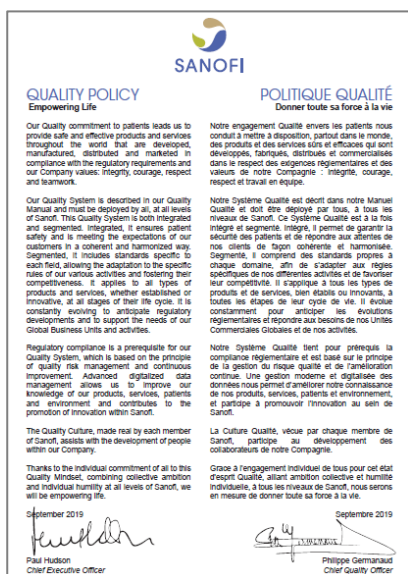 SANOFI
QUALITY POLICY
Empowering Life
Our Quality commitment to patients leads us to
provide safe and effective products and services
throughout the world that are developed,
manufactured, distributed and marketed in
compliance with the regulatory requirements and
our Company values: integrity, courage, respect
and teamwork.
Our Quality System is described in our Quality
Manual and must be deployed by all, at all levels
of Sanofi. This Quality System is both integrated
and segmented. Integrated, it ensures patient
safety and is meeting the expectations of our
customers in a coherent and harmonized way.
Segmented, it includes standards specific to
each field, allowing the adaptation to the specific
rules of our various activities and fostering their
competitiveness. It applies to all types of
products and services, whether established or
innovative, at all stages of their life cycle. It is
constantly evolving to anticipate regulatory
developments and to support the needs of our
Global Business Units and activities.
Regulatory compliance is a prerequisite for our
Quality System, which is based on the principle
of quality risk management and continuous
improvement. Advanced digitalized data
management allows us to improve our
knowledge of our products, services, patients
and environment and contributes to the
promotion of innovation within Sanofi.
The Quality Culture, made real by each member
of Sanofi, assists with the development of people
within our Company.
Thanks to the individual commitment of all to this
Quality Mindset, combining collective ambition
and individual humility at all levels of Sanofi, we
will be empowering life.
September 2019
Paul Hudson
Chief Executive Officer
POLITIQUE QUALITÉ
Donner toute sa force à la vie
Notre engagement Qualité envers les patients nous
conduit à mettre à disposition, partout dans le monde,
des produits et des services sûrs et efficaces qui sont
développés, fabriqués, distribués et commercialisés
dans le respect des exigences réglementaires et des
valeurs de notre Compagnie : intégrité, courage,
respect et travail en équipe.
Notre Système Qualité est décrit dans notre Manuel
Qualité et doit être déployé par tous, à tous les
niveaux de Sanofi. Ce Système Qualité est à la fois
intégré et segmenté. Intégré, il permet de garantir la
sécurité des patients et de répondre aux attentes de
nos clients de façon cohérente et harmonisée.
Segmenté, il comprend des standards propres à
chaque domaine, afin de s'adapter aux règles
spécifiques de nos différentes activités et de favoriser
leur compétitivité. Il s'applique à tous les types de
produits et de services, bien établis ou innovants, à
toutes les étapes de leur cycle de vie. Il évolue
constamment pour anticiper les évolutions
réglementaires et répondre aux besoins de nos Unités
Commerciales Globales et de nos activités.
Notre Système Qualité tient pour prérequis la
compliance réglementaire et est basé sur le principe
de la gestion du risque qualité et de l'amélioration
continue. Une gestion moderne et digitalisée des
données nous permet d'améliorer notre connaissance
de nos produits, services, patients et environnement,
et participe à promouvoir l'innovation au sein de
Sanofi.
La Culture Qualité, vécue par chaque membre de
Sanofi, participe au développement des
collaborateurs de notre Compagnie.
Grace à l'engagement individuel de tous pour cet état
d'esprit Qualité, alliant ambition collective et humilité
individuelle, à tous les niveaux de Sanofi, nous serons
en mesure de donner toute sa force à la vie.
Septembre 2019
Philippe Germanaud
Chief Quality Officer